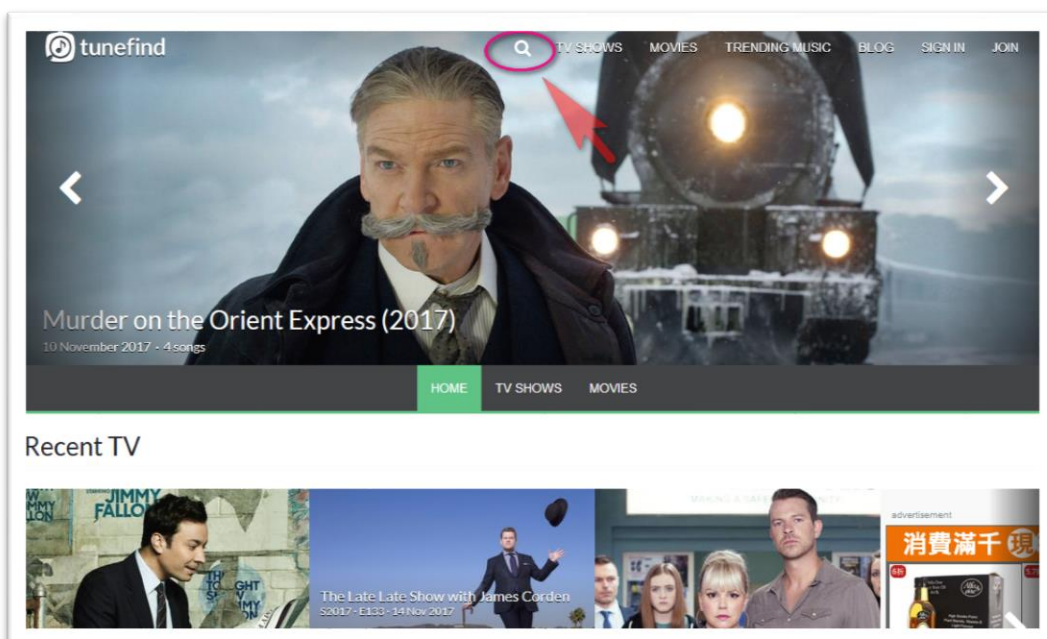 tunefind
TV SHOWS MOVIES TRENDING MUSIC BLOG SIGN IN JOIN
Murder on the Orient Express (2017)
10 November 2017 · 4 songs
HOME TV SHOWS MOVIES
Recent TV
JIMMY
FALLON
The Late Late Show with James Corden
S2017 · E133 · 14 Nov 2017
advertisement
消費滿千 現